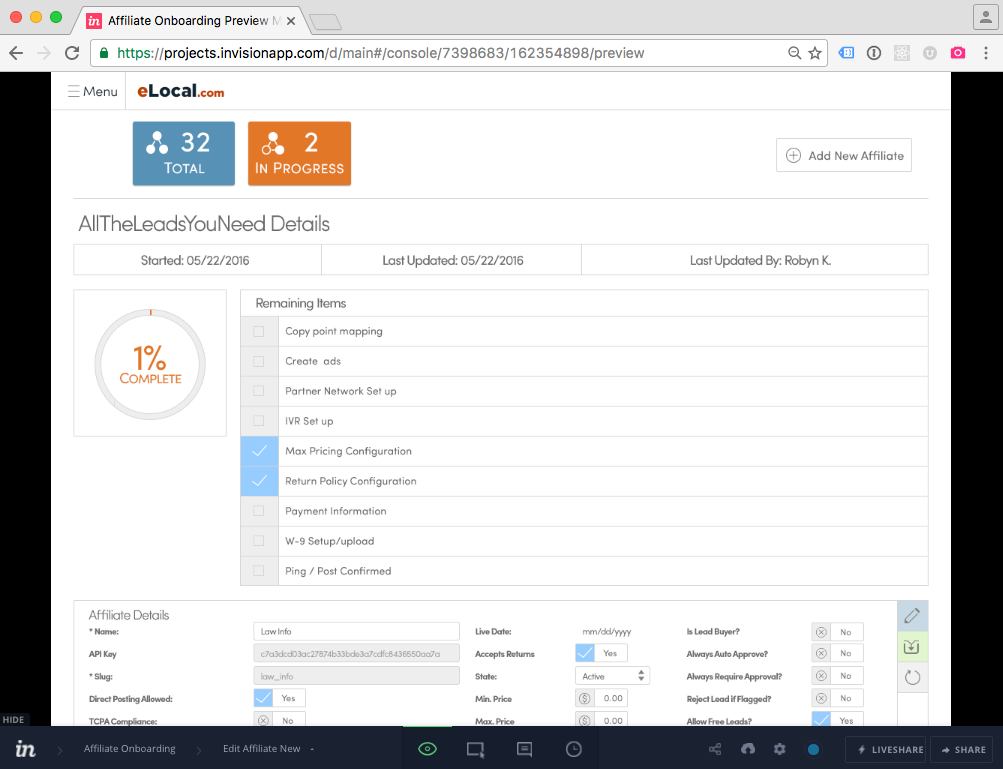 Affiliate Onboarding Preview M
https://projects.invisionapp.com/d/main#/console/7398683/162354898/preview
Menu eLocal.com
32 TOTAL
2 IN PROGRESS
Add New Affiliate
AllTheLeadsYouNeed Details
Started: 05/22/2016 Last Updated: 05/22/2016 Last Updated By: Robyn K.
1% COMPLETE
Remaining Items
Copy point mapping
Create ads
Partner Network Set up
IVR Set up
Max Pricing Configuration
Return Policy Configuration
Payment Information
W-9 Setup/upload
Ping / Post Confirmed
Affiliate Details
* Name: Law Info Live Date: mm/dd/yyyy Is Lead Buyer? No
API Key Accepts Returns Yes Always Auto Approve? No
* Slug: law_info State: Active Always Require Approval? No
Direct Posting Allowed: Yes Min. Price 0.00 Reject Lead if Flagged? No
TCPA Compliance: No Max. Price 0.00 Allow Free Leads? Yes
HIDE
in Affiliate Onboarding Edit Affiliate New - LIVESHARE SHARE